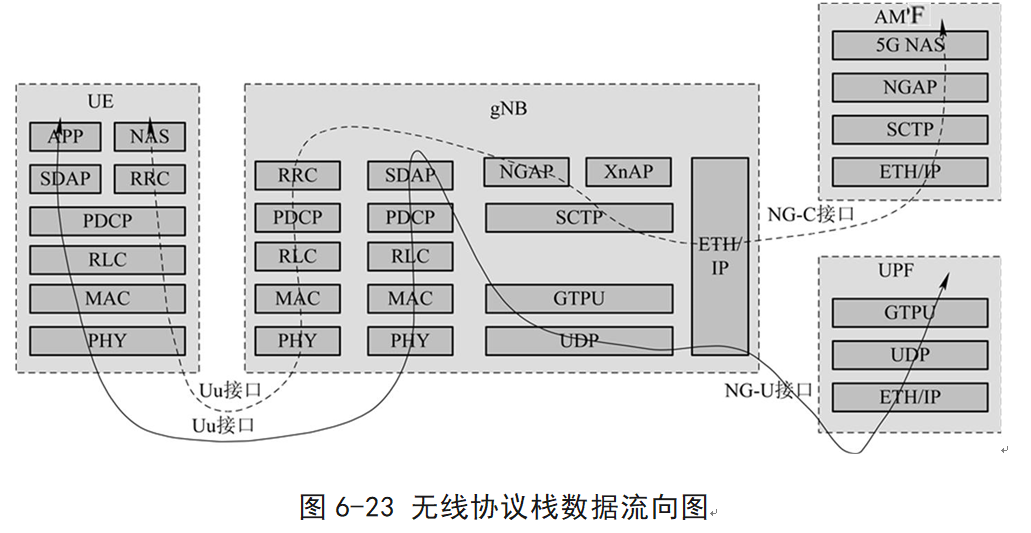 UE
APP
NAS
SDAP
RRC
PDCP
RLC
MAC
PHY
Uu接口
Uu接口
gNB
RRC
SDAP
NGAP
XnAP
PDCP
PDCP
SCTP
RLC
RLC
ETH/
IP
MAC
MAC
GTPU
PHY
PHY
UDP
NG-C接口
NG-U接口
AMF
5G NAS
NGAP
SCTP
ETH/IP
UPF
GTPU
UDP
ETH/IP
图 6-23 无线协议栈数据流向图